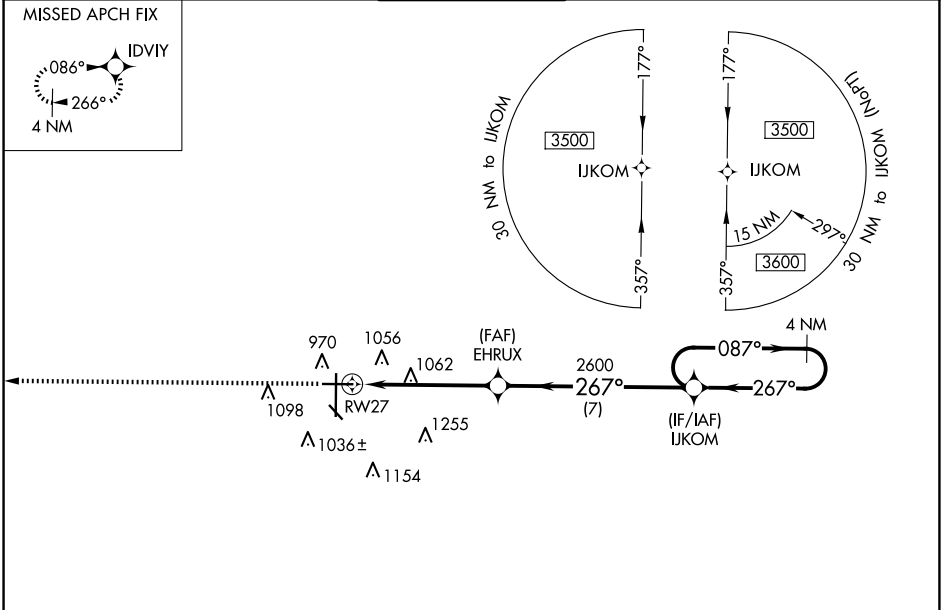 MISSED APCH FIX
IDVIY
086°
266°
4 NM
30 NM to IJKOM
177°
3500
IJKOM
357°
177°
3500
IJKOM
30 NM to IJKOM (NoPT)
15 NM
297°
3600
357°
4 NM
087°
267°
(IF/IAF)
IJKOM
2600
267°
(7)
(FAF)
EHRUX
970
1056
1062
RW27
1098
1036±
1255
1154